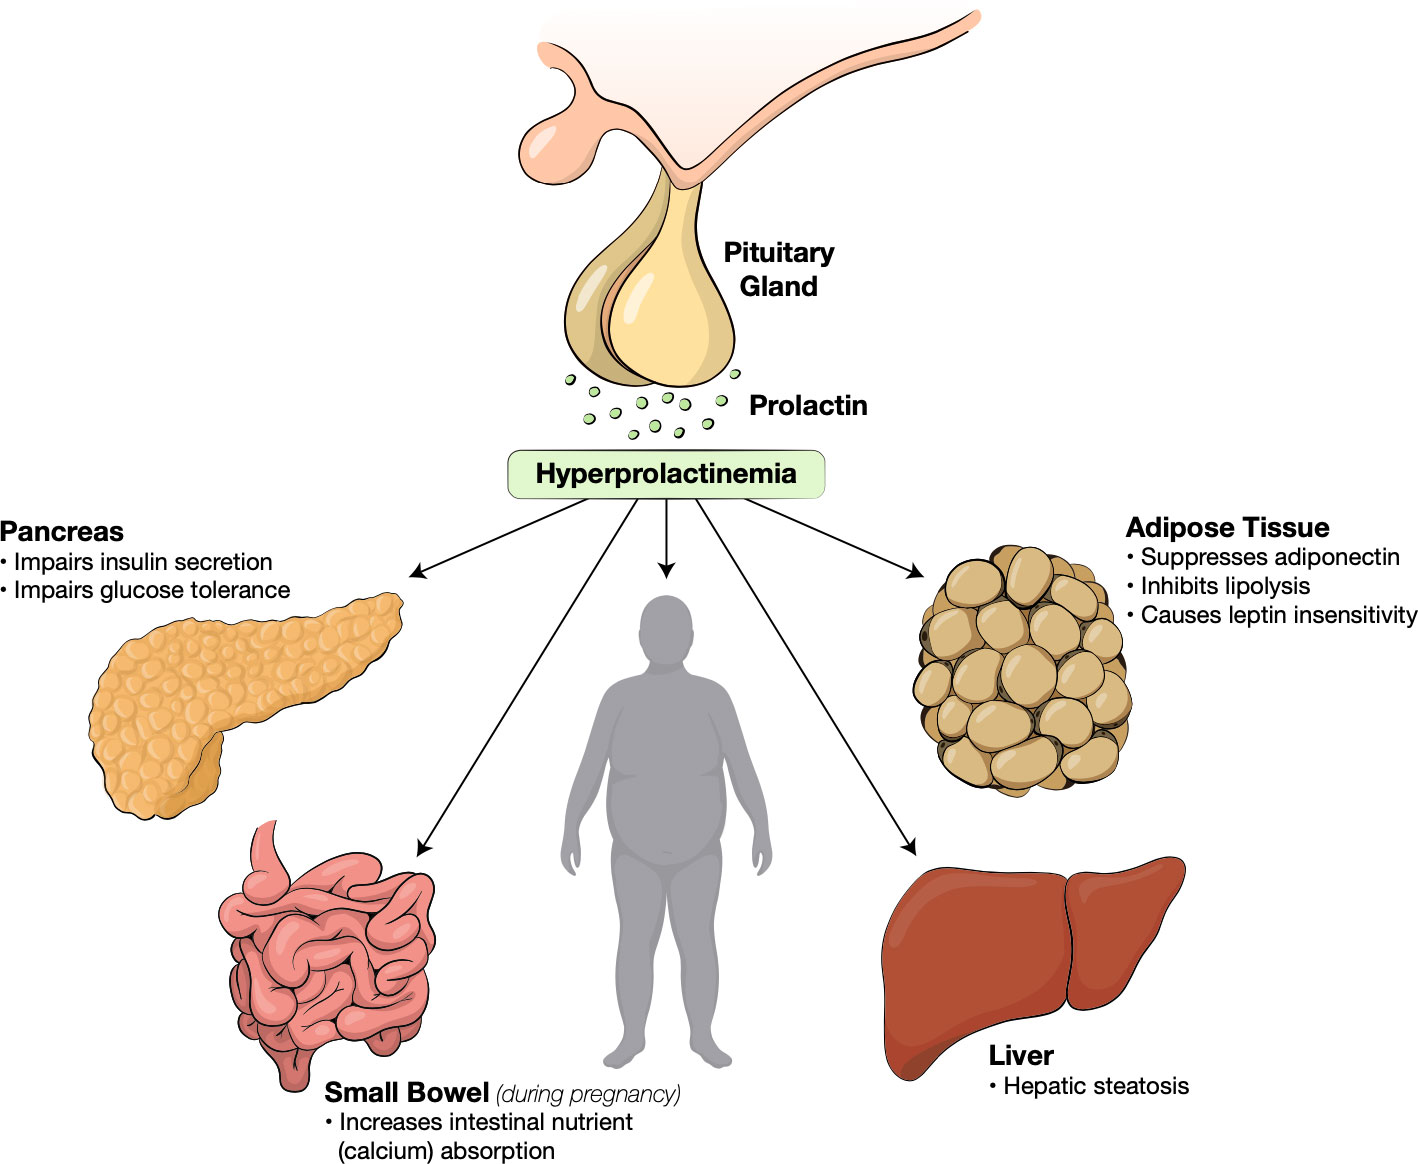 Pituitary
Gland
Prolactin
Hyperprolactinemia
Pancreas
• Impairs insulin secretion
• Impairs glucose tolerance
Adipose Tissue
• Suppresses adiponectin
• Inhibits lipolysis
• Causes leptin insensitivity
Small Bowel (during pregnancy)
• Increases intestinal nutrient
(calcium) absorption
Liver
• Hepatic steatosis